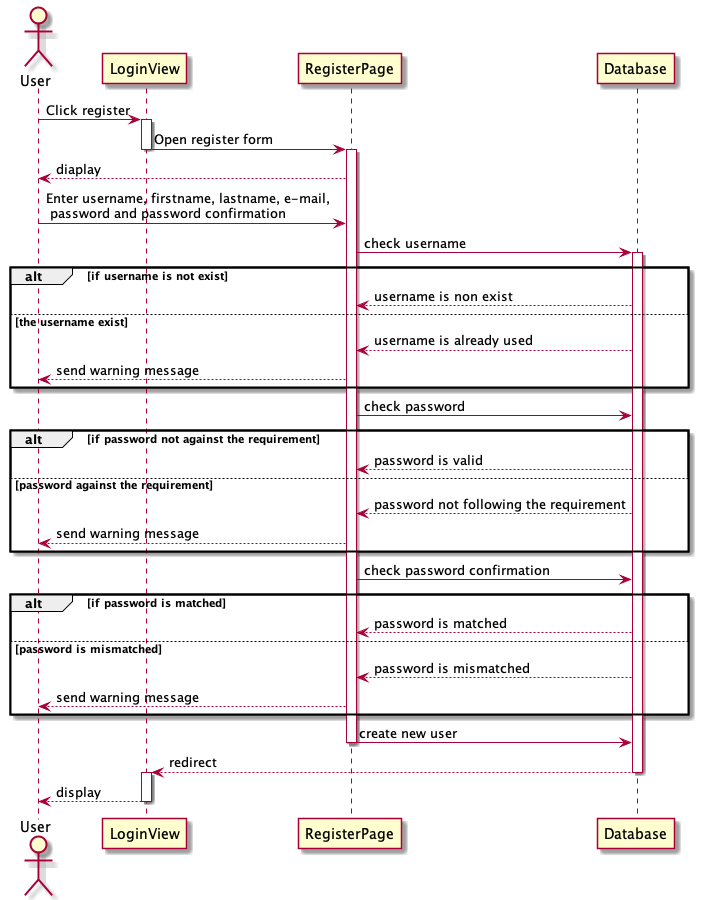 User
LoginView
RegisterPage
Database
Click register
Open register form
diaplay
Enter username, firstname, lastname, e-mail,
password and password confirmation
check username
alt
[if username is not exist]
username is non exist
[the username exist]
username is already used
send warning message
check password
alt
[if password not against the requirement]
password is valid
[password against the requirement]
password not following the requirement
send warning message
check password confirmation
alt
[if password is matched]
password is matched
[password is mismatched]
password is mismatched
send warning message
create new user
redirect
display
User
LoginView
RegisterPage
Database